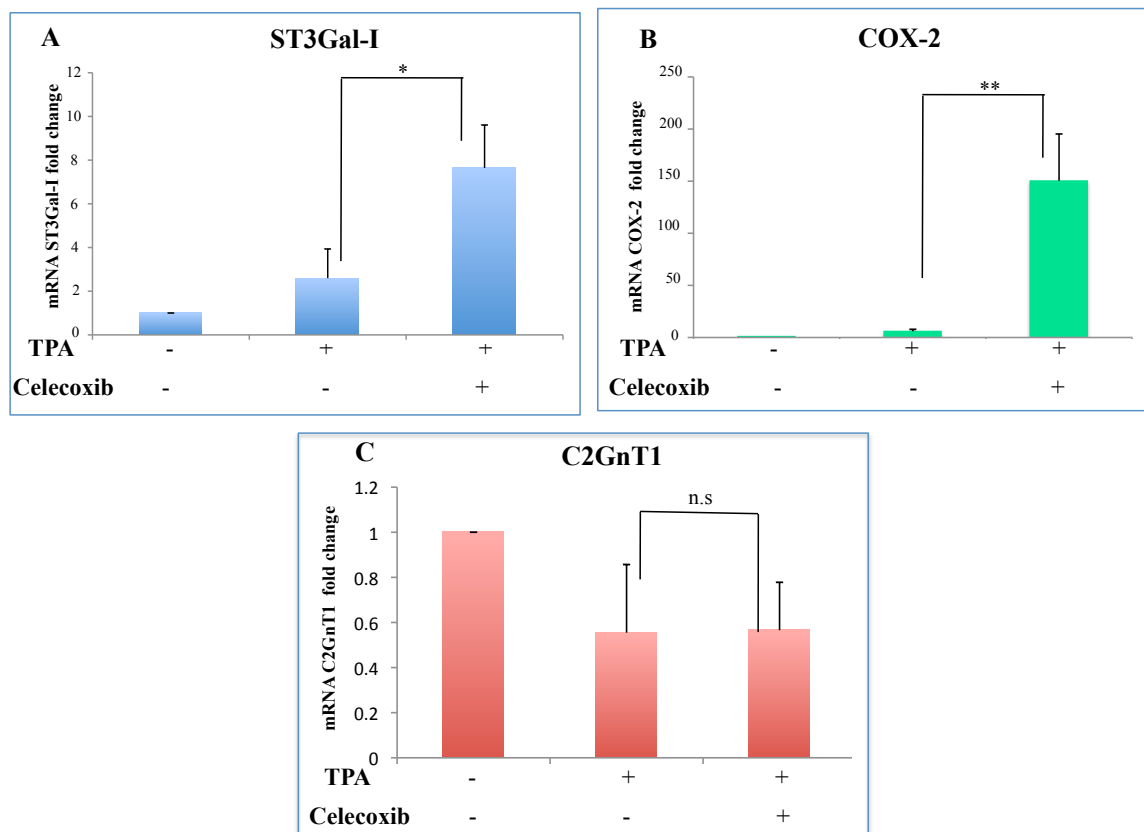 A
ST3Gal-I
mRNA ST3Gal-I fold change
12
10
8
6
4
2
0
*
TPA - + +
Celecoxib - - +
B
COX-2
mRNA COX-2 fold change
250
200
150
100
50
0
**
TPA - + +
Celecoxib - - +
C
C2GnT1
mRNA C2GnT1 fold change
1.2
1
0.8
0.6
0.4
0.2
0
n.s
TPA - + +
Celecoxib - - +